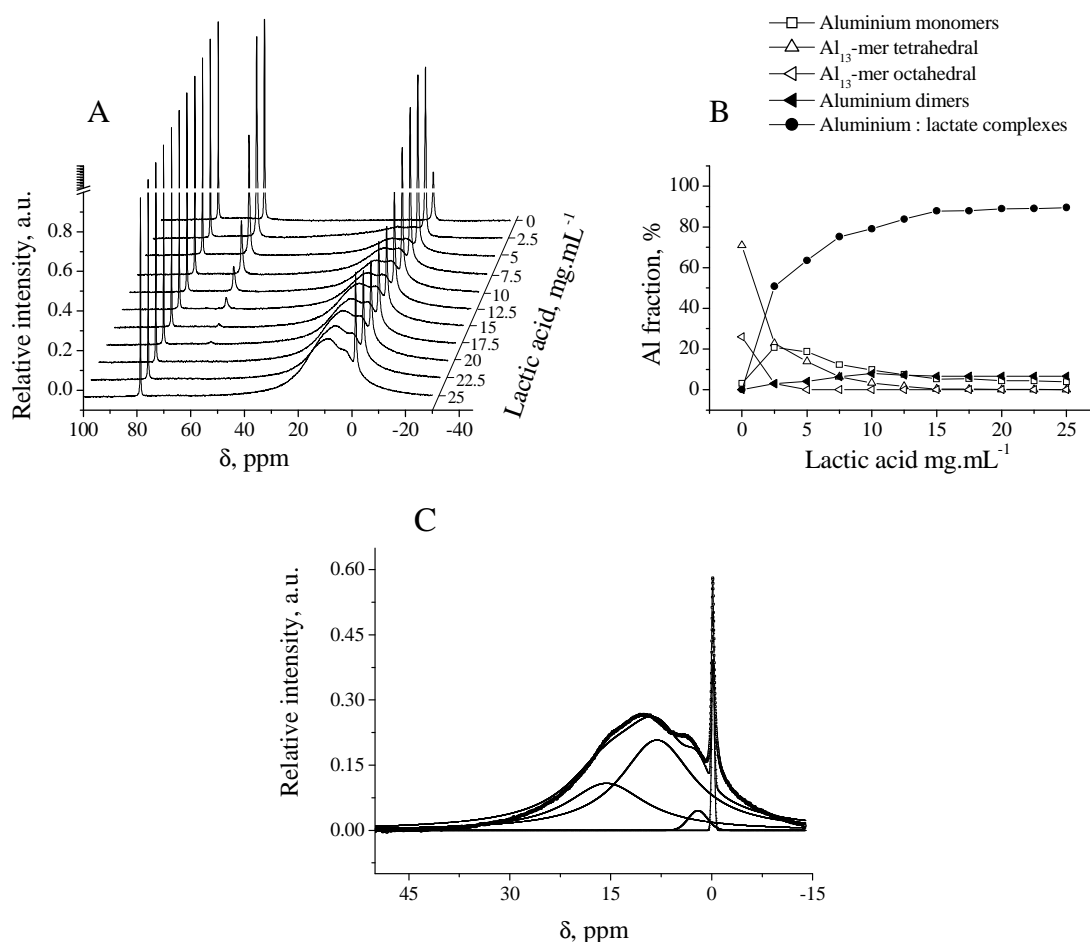 A
Relative intensity, a.u.
0.8
0.6
0.4
0.2
0.0
100 80 60 40 20 0 -20 -40
δ, ppm
0
2.5
5
7.5
10
12.5
15
17.5
20
22.5
25
Lactic acid, mg.mL⁻¹
Aluminium monomers
Al₁₃-mer tetrahedral
Al₁₃-mer octahedral
Aluminium dimers
Aluminium : lactate complexes
B
Al fraction, %
100
80
60
40
20
0
0 5 10 15 20 25
Lactic acid mg.mL⁻¹
C
Relative intensity, a.u.
0.60
0.45
0.30
0.15
0.00
45 30 15 0 -15
δ, ppm